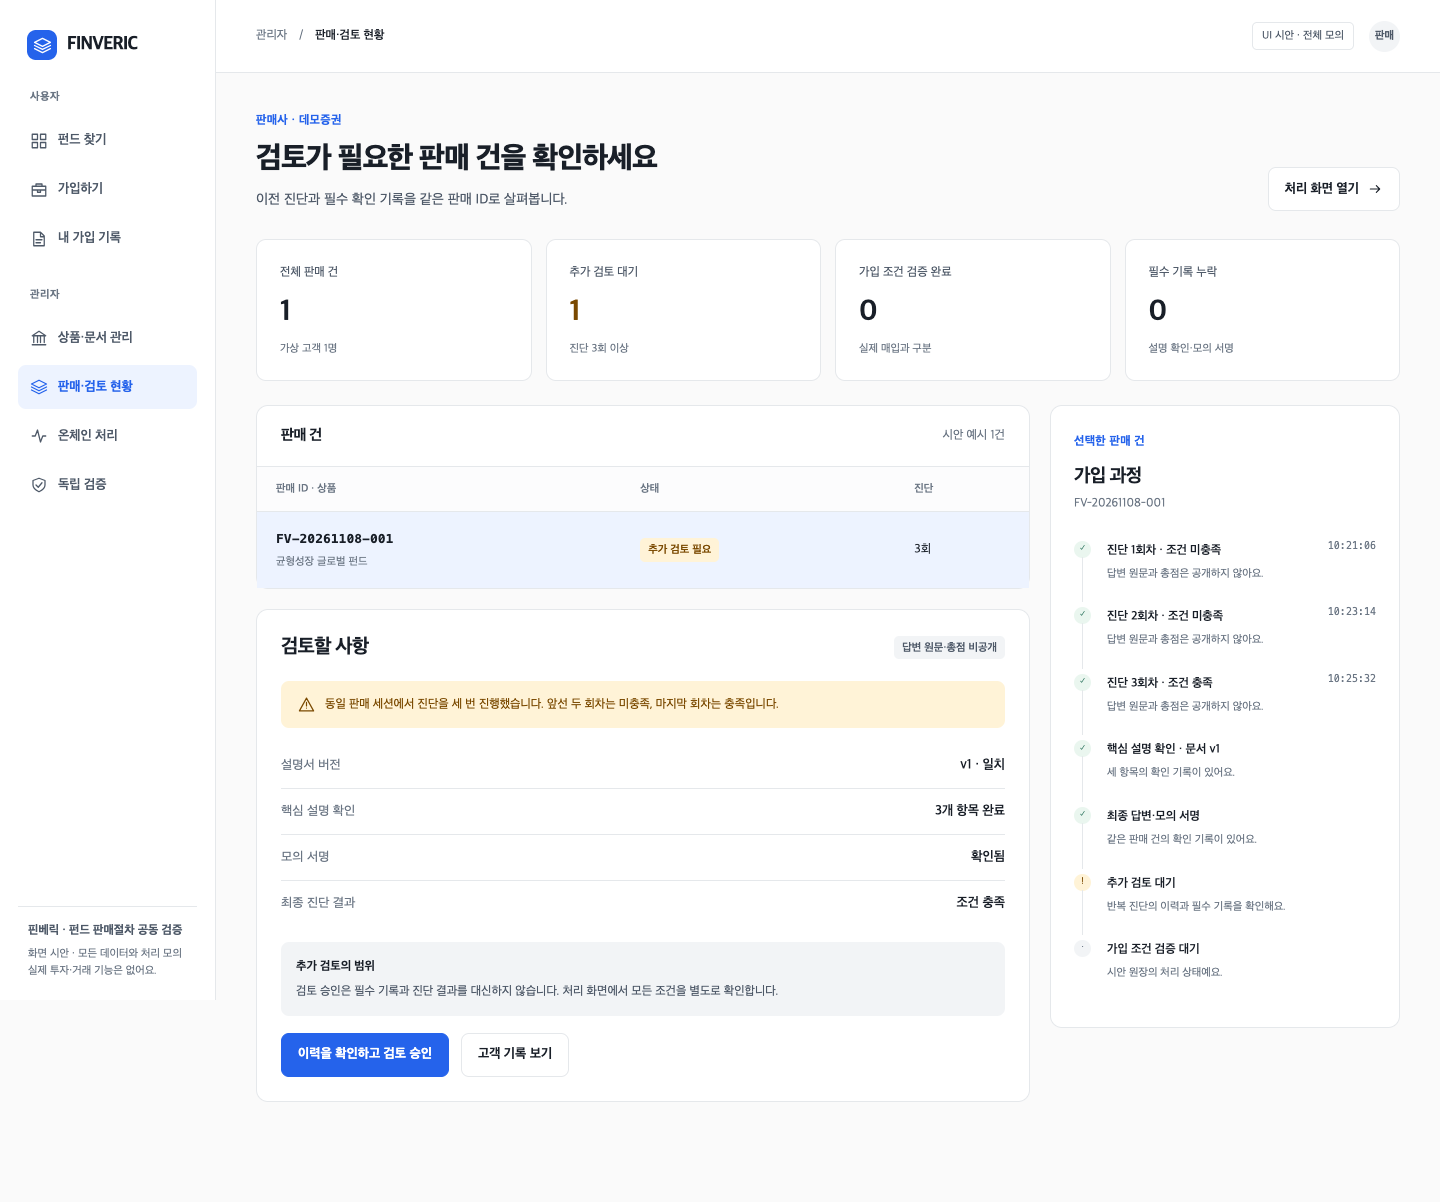 FINVERIC
사용자
펀드 찾기
가입하기
내 가입 기록
관리자
상품·문서 관리
판매·검토 현황
온체인 처리
독립 검증
핀베릭 · 펀드 판매절차 공동 검증
화면 시안 · 모든 데이터와 처리 모의
실제 투자·거래 기능은 없어요.
관리자 / 판매·검토 현황
UI 시안 · 전체 모의
판매
판매사 · 데모증권
검토가 필요한 판매 건을 확인하세요
이전 진단과 필수 확인 기록을 같은 판매 ID로 살펴봅니다.
처리 화면 열기 →
전체 판매 건
1
가상 고객 1명
추가 검토 대기
1
진단 3회 이상
가입 조건 검증 완료
0
실제 매입과 구분
필수 기록 누락
0
설명 확인·모의 서명
판매 건
시안 예시 1건
판매 ID · 상품 상태 진단
FV-20261108-001
균형성장 글로벌 펀드
추가 검토 필요
3회
검토할 사항
답변 원문·총점 비공개
동일 판매 세션에서 진단을 세 번 진행했습니다. 앞선 두 회차는 미충족, 마지막 회차는 충족입니다.
설명서 버전 v1 · 일치
핵심 설명 확인 3개 항목 완료
모의 서명 확인됨
최종 진단 결과 조건 충족
추가 검토의 범위
검토 승인은 필수 기록과 진단 결과를 대신하지 않습니다. 처리 화면에서 모든 조건을 별도로 확인합니다.
이력을 확인하고 검토 승인
고객 기록 보기
선택한 판매 건
가입 과정
FV-20261108-001
✓ 진단 1회차 · 조건 미충족 10:21:06
답변 원문과 총점은 공개하지 않아요.
✓ 진단 2회차 · 조건 미충족 10:23:14
답변 원문과 총점은 공개하지 않아요.
✓ 진단 3회차 · 조건 충족 10:25:32
답변 원문과 총점은 공개하지 않아요.
✓ 핵심 설명 확인 · 문서 v1
세 항목의 확인 기록이 있어요.
✓ 최종 답변·모의 서명
같은 판매 건의 확인 기록이 있어요.
! 추가 검토 대기
반복 진단의 이력과 필수 기록을 확인해요.
· 가입 조건 검증 대기
시안 원장의 처리 상태예요.